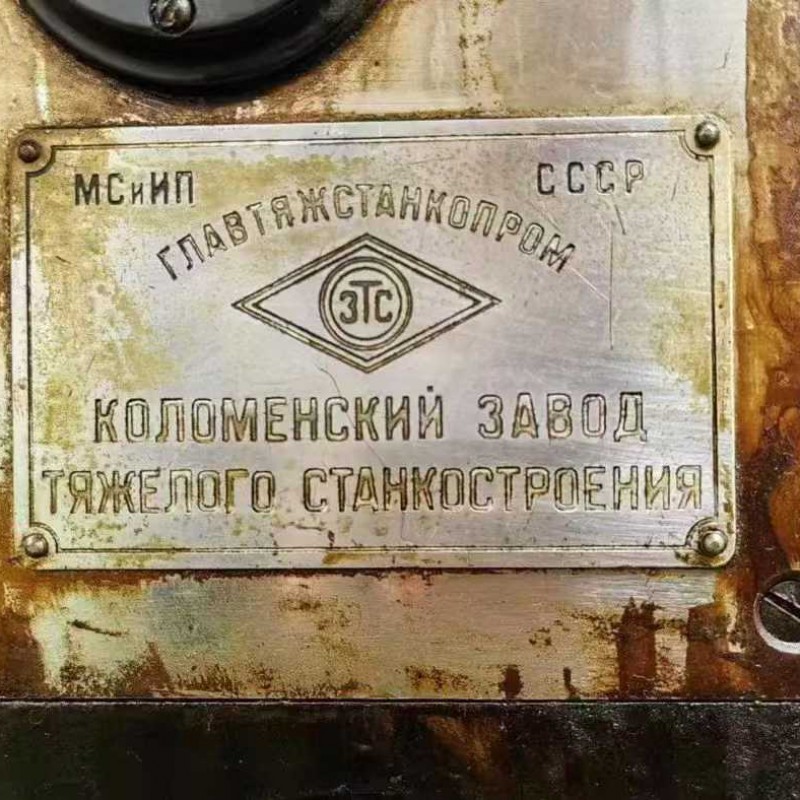 МСиИП СССР
ГЛАВТЯЖСТАНКОПРОМ
ЗТС
КОЛОМЕНСКИЙ ЗАВОД
ТЯЖЕЛОГО СТАНКОСТРОЕНИЯ